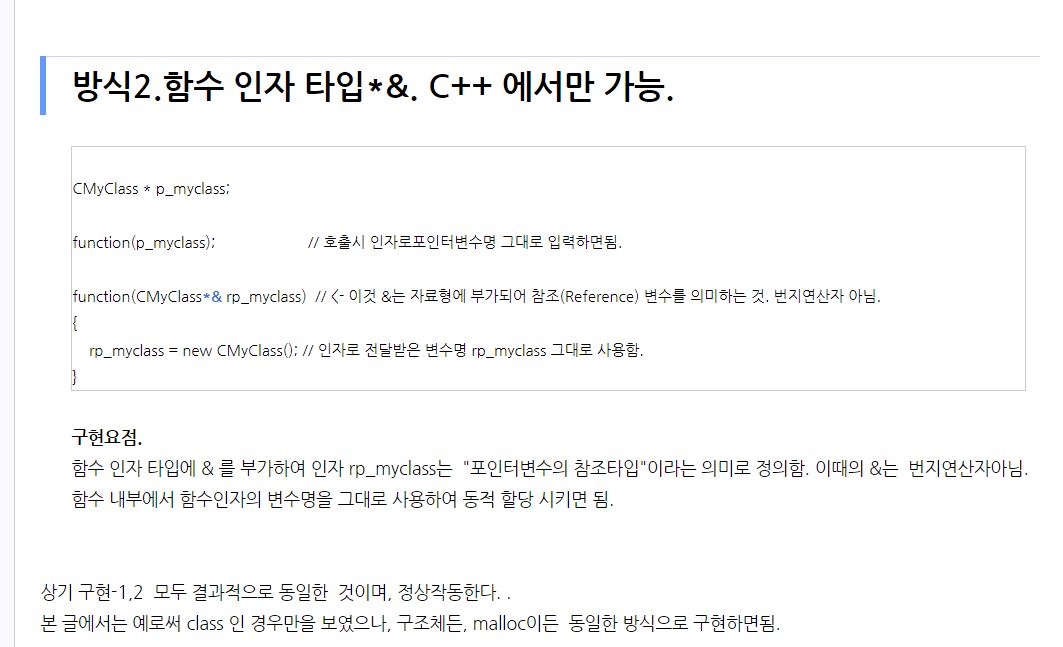 방식2.함수 인자 타입*&. C++ 에서만 가능.
CMyClass * p_myclass;
function(p_myclass); // 호출시 인자로포인터변수명 그대로 입력하면됨.
function(CMyClass*& rp_myclass) // <- 이것 &는 자료형에 부가되어 참조(Reference) 변수를 의미하는 것. 번지연산자 아님.
{
rp_myclass = new CMyClass(); // 인자로 전달받은 변수명 rp_myclass 그대로 사용함.
}
구현요점.
함수 인자 타입에 & 를 부가하여 인자 rp_myclass는 "포인터변수의 참조타입"이라는 의미로 정의함. 이때의 &는 번지연산자아님.
함수 내부에서 함수인자의 변수명을 그대로 사용하여 동적 할당 시키면 됨.
상기 구현-1,2 모두 결과적으로 동일한 것이며, 정상작동한다. .
본 글에서는 예로써 class 인 경우만을 보였으나, 구조체든, malloc이든 동일한 방식으로 구현하면됨.